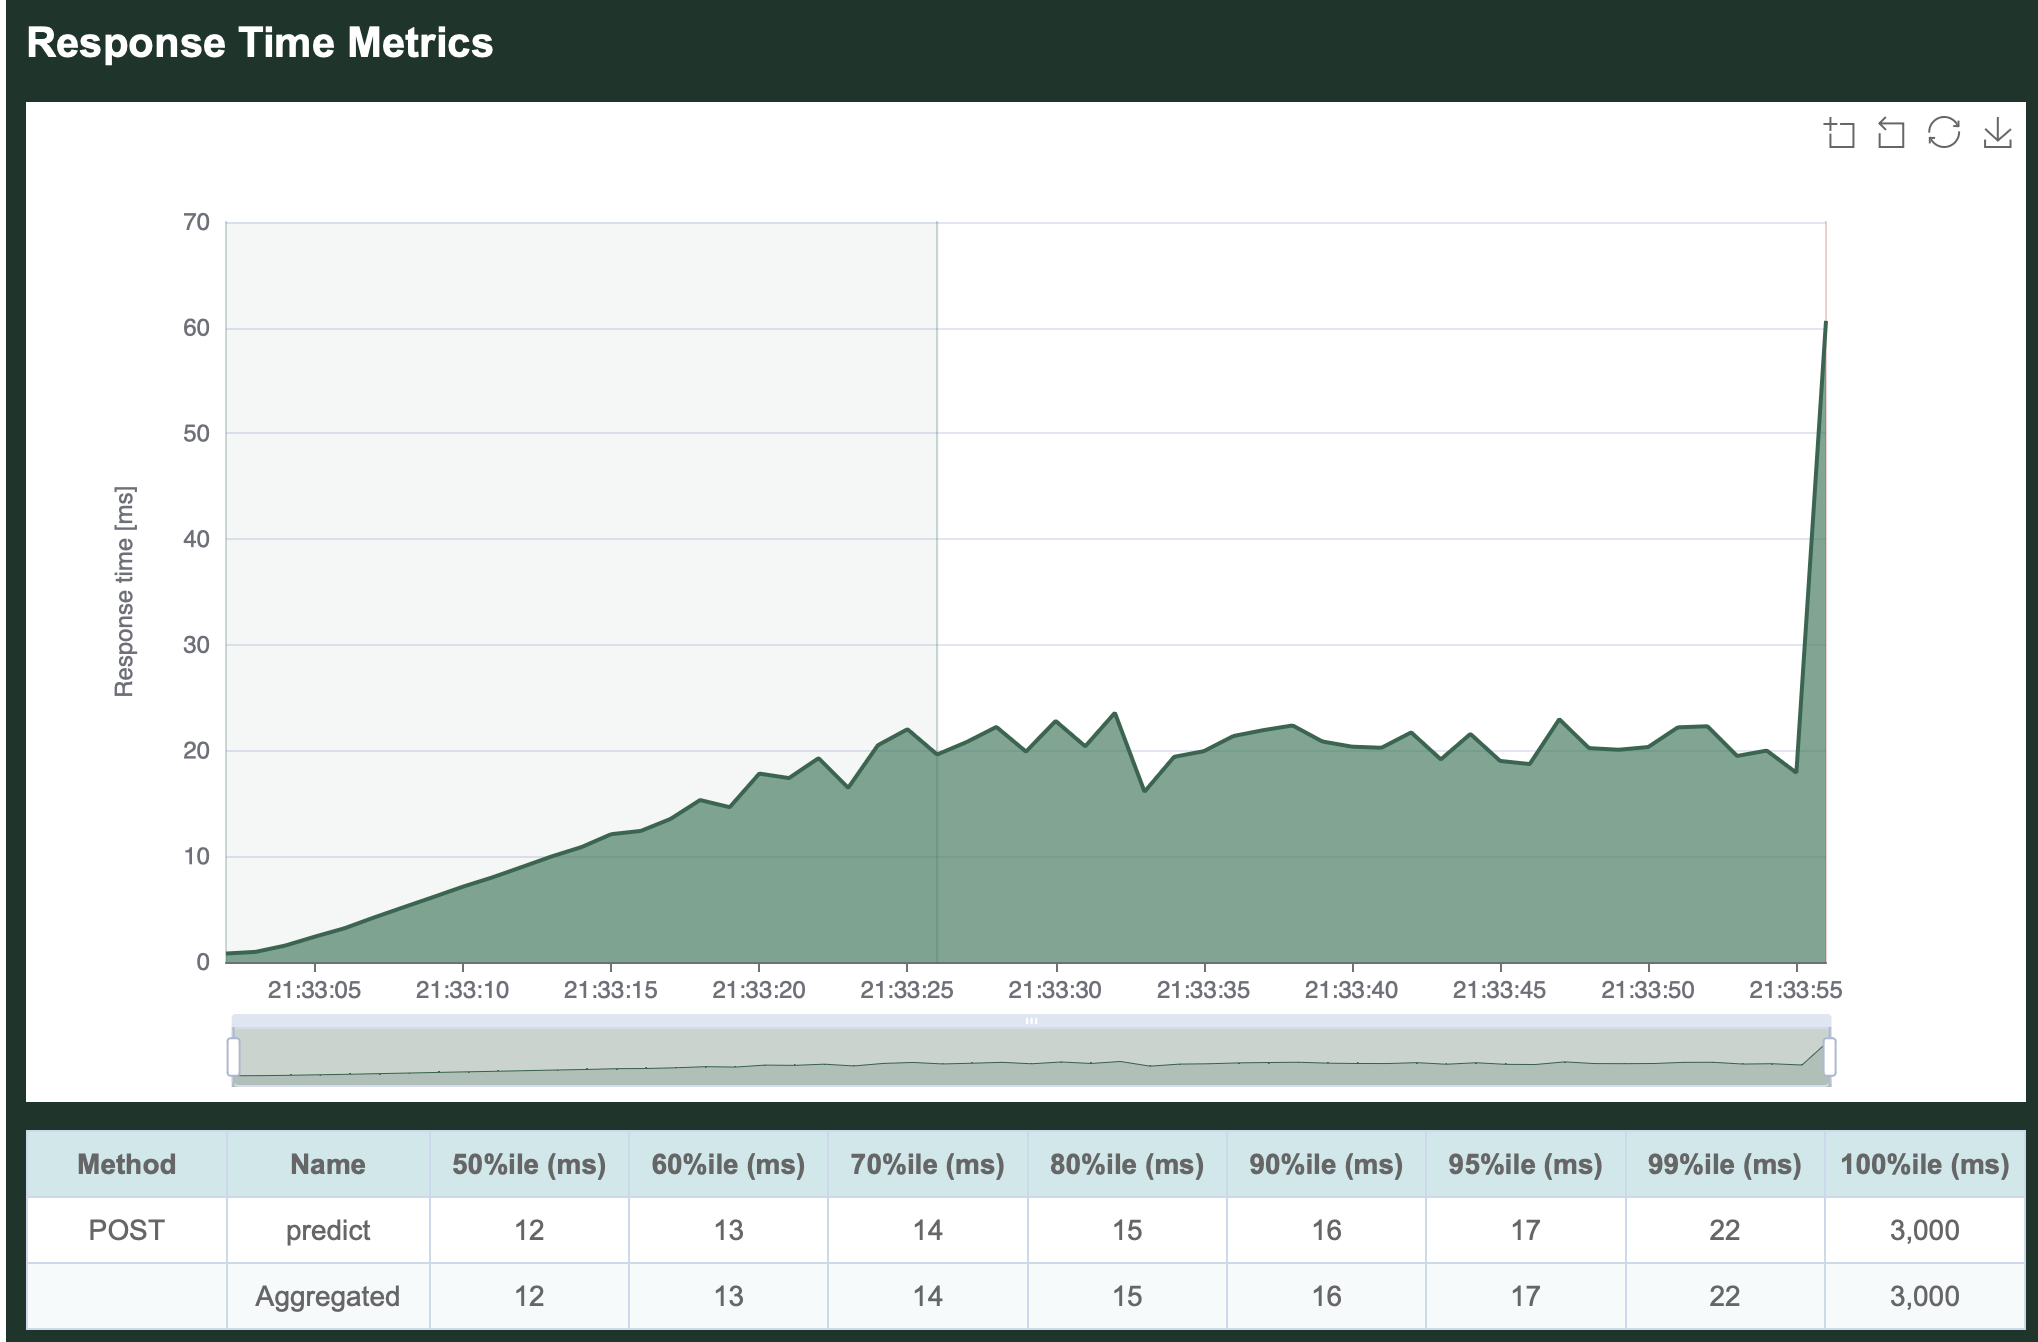 Response Time Metrics
70
60
50
40
30
20
10
0
Response time [ms]
21:33:05 21:33:10 21:33:15 21:33:20 21:33:25 21:33:30 21:33:35 21:33:40 21:33:45 21:33:50 21:33:55
Method Name 50%ile (ms) 60%ile (ms) 70%ile (ms) 80%ile (ms) 90%ile (ms) 95%ile (ms) 99%ile (ms) 100%ile (ms)
POST predict 12 13 14 15 16 17 22 3,000
Aggregated 12 13 14 15 16 17 22 3,000